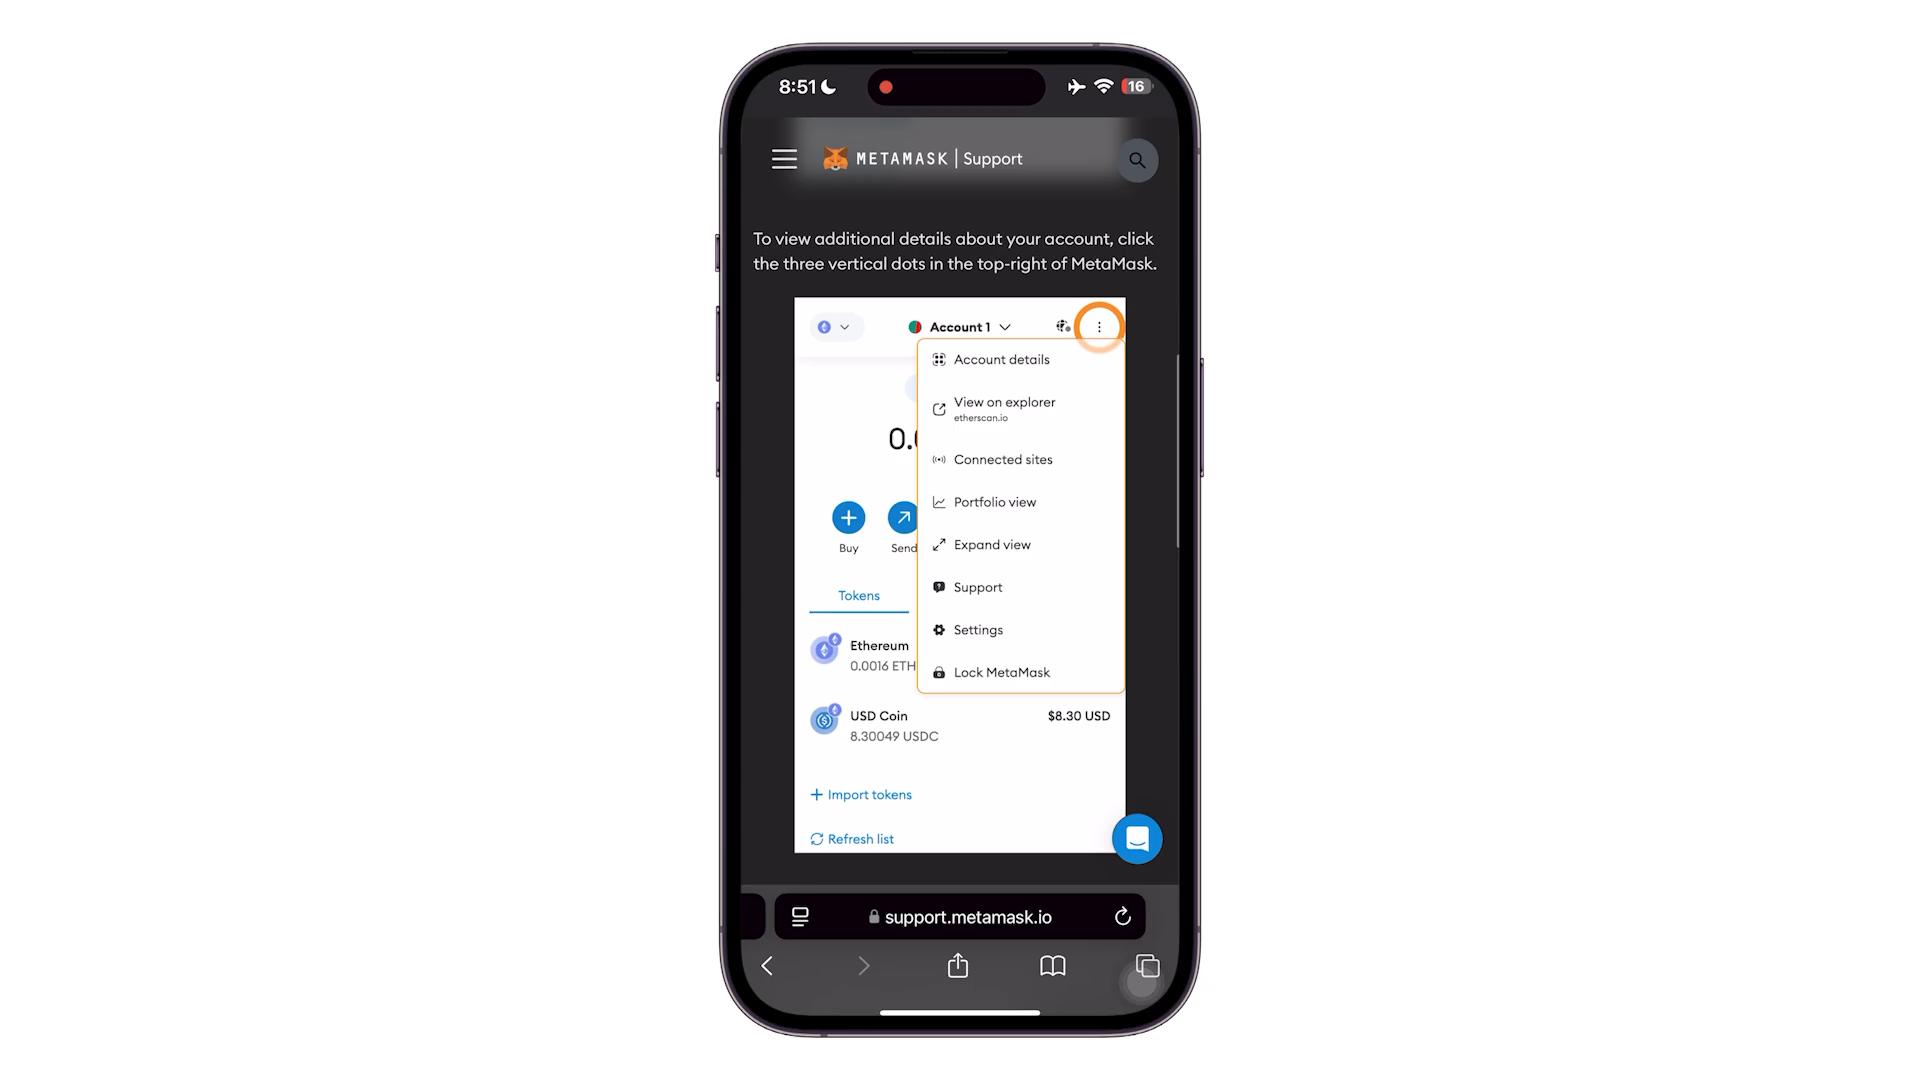 8:51
16
METAMASK | Support
To view additional details about your account, click
the three vertical dots in the top-right of MetaMask.
Account 1
Account details
View on explorer
etherscan.io
0.0
Connected sites
Portfolio view
Expand view
Buy
Send
Support
Tokens
Settings
Ethereum
0.0016 ETH
Lock MetaMask
USD Coin
$8.30 USD
8.30049 USDC
+ Import tokens
Refresh list
support.metamask.io